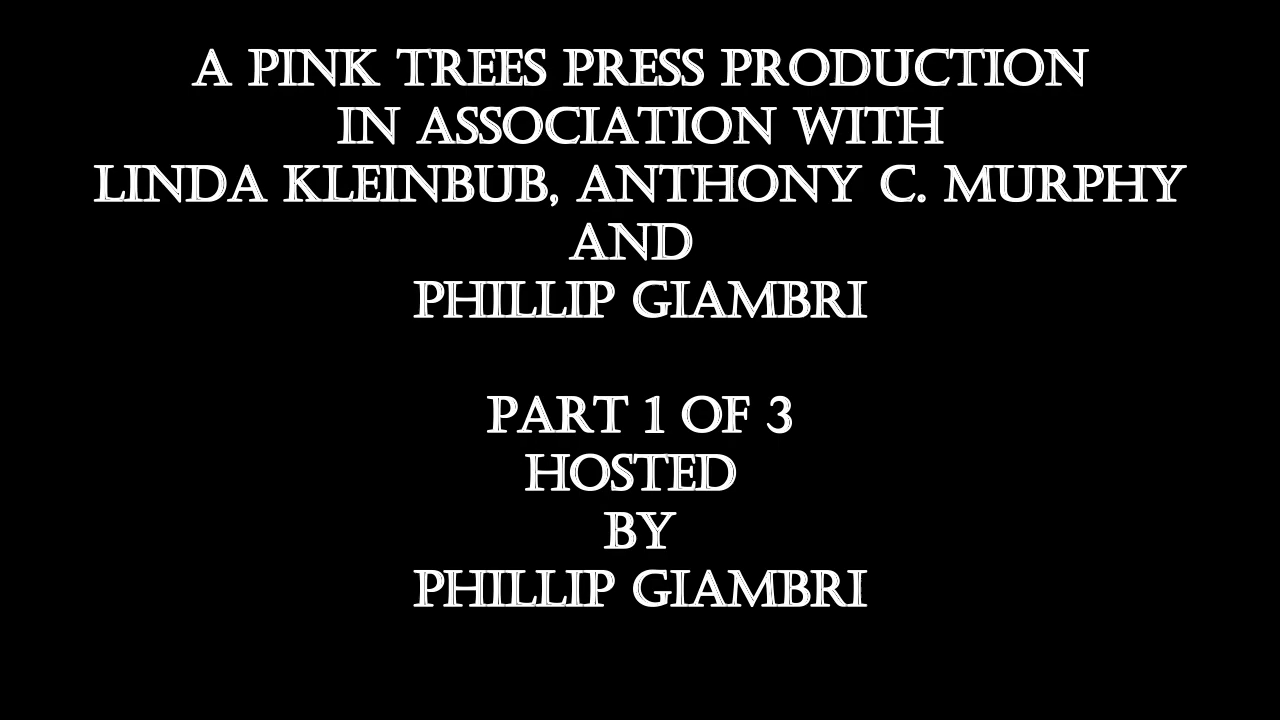 A PINK TREES PRESS PRODUCTION
IN ASSOCIATION WITH
LINDA KLEINBUB, ANTHONY C. MURPHY
AND
PHILLIP GIAMBRI
PART 1 OF 3
HOSTED
BY
PHILLIP GIAMBRI